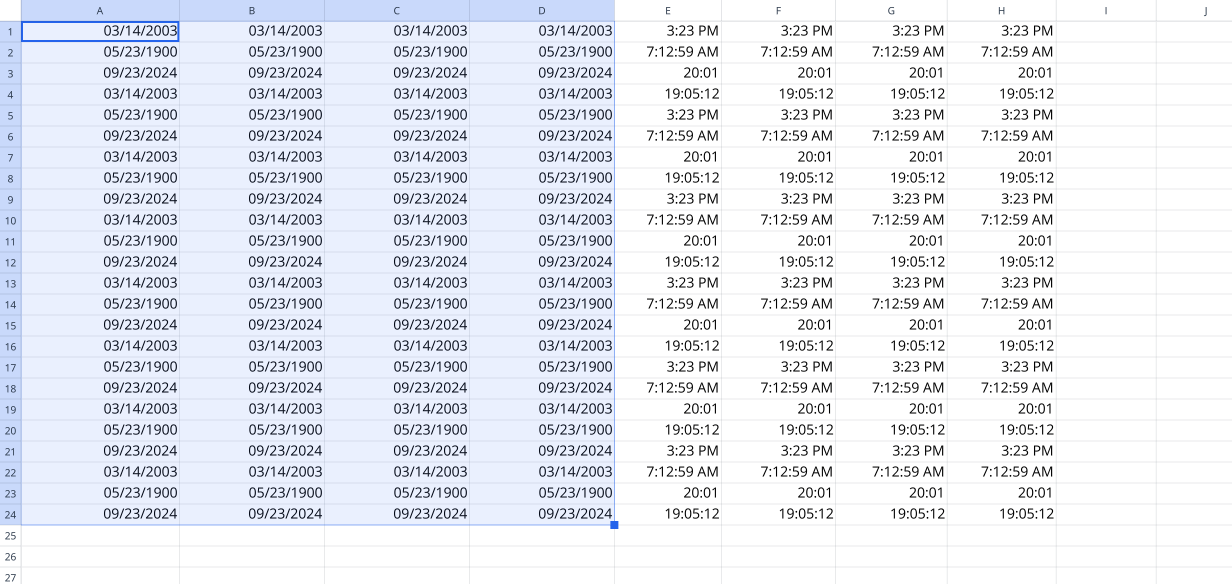 A B C D E F G H I J
1 03/14/2003 03/14/2003 03/14/2003 03/14/2003 3:23 PM 3:23 PM 3:23 PM 3:23 PM
2 05/23/1900 05/23/1900 05/23/1900 05/23/1900 7:12:59 AM 7:12:59 AM 7:12:59 AM 7:12:59 AM
3 09/23/2024 09/23/2024 09/23/2024 09/23/2024 20:01 20:01 20:01 20:01
4 03/14/2003 03/14/2003 03/14/2003 03/14/2003 19:05:12 19:05:12 19:05:12 19:05:12
5 05/23/1900 05/23/1900 05/23/1900 05/23/1900 3:23 PM 3:23 PM 3:23 PM 3:23 PM
6 09/23/2024 09/23/2024 09/23/2024 09/23/2024 7:12:59 AM 7:12:59 AM 7:12:59 AM 7:12:59 AM
7 03/14/2003 03/14/2003 03/14/2003 03/14/2003 20:01 20:01 20:01 20:01
8 05/23/1900 05/23/1900 05/23/1900 05/23/1900 19:05:12 19:05:12 19:05:12 19:05:12
9 09/23/2024 09/23/2024 09/23/2024 09/23/2024 3:23 PM 3:23 PM 3:23 PM 3:23 PM
10 03/14/2003 03/14/2003 03/14/2003 03/14/2003 7:12:59 AM 7:12:59 AM 7:12:59 AM 7:12:59 AM
11 05/23/1900 05/23/1900 05/23/1900 05/23/1900 20:01 20:01 20:01 20:01
12 09/23/2024 09/23/2024 09/23/2024 09/23/2024 19:05:12 19:05:12 19:05:12 19:05:12
13 03/14/2003 03/14/2003 03/14/2003 03/14/2003 3:23 PM 3:23 PM 3:23 PM 3:23 PM
14 05/23/1900 05/23/1900 05/23/1900 05/23/1900 7:12:59 AM 7:12:59 AM 7:12:59 AM 7:12:59 AM
15 09/23/2024 09/23/2024 09/23/2024 09/23/2024 20:01 20:01 20:01 20:01
16 03/14/2003 03/14/2003 03/14/2003 03/14/2003 19:05:12 19:05:12 19:05:12 19:05:12
17 05/23/1900 05/23/1900 05/23/1900 05/23/1900 3:23 PM 3:23 PM 3:23 PM 3:23 PM
18 09/23/2024 09/23/2024 09/23/2024 09/23/2024 7:12:59 AM 7:12:59 AM 7:12:59 AM 7:12:59 AM
19 03/14/2003 03/14/2003 03/14/2003 03/14/2003 20:01 20:01 20:01 20:01
20 05/23/1900 05/23/1900 05/23/1900 05/23/1900 19:05:12 19:05:12 19:05:12 19:05:12
21 09/23/2024 09/23/2024 09/23/2024 09/23/2024 3:23 PM 3:23 PM 3:23 PM 3:23 PM
22 03/14/2003 03/14/2003 03/14/2003 03/14/2003 7:12:59 AM 7:12:59 AM 7:12:59 AM 7:12:59 AM
23 05/23/1900 05/23/1900 05/23/1900 05/23/1900 20:01 20:01 20:01 20:01
24 09/23/2024 09/23/2024 09/23/2024 09/23/2024 19:05:12 19:05:12 19:05:12 19:05:12
25
26
27